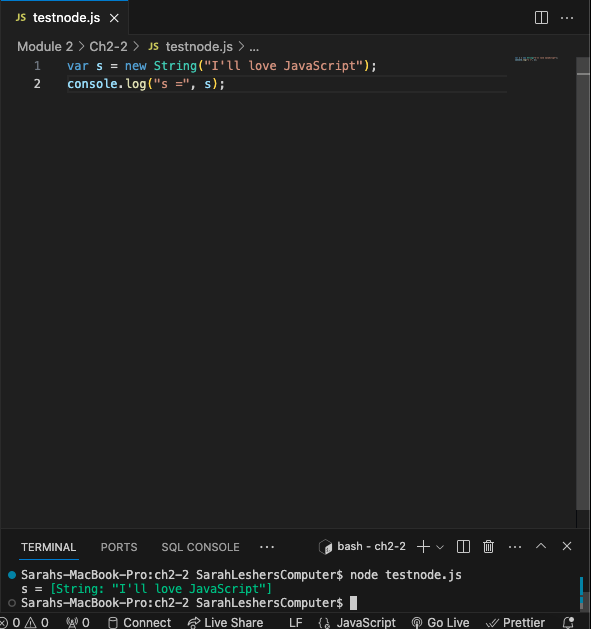 JS testnode.js
Module 2 > Ch2-2 > JS testnode.js > ...
1 var s = new String("I'll love JavaScript");
2 console.log("s =", s);
TERMINAL PORTS SQL CONSOLE ··· bash - ch2-2
Sarahs-MacBook-Pro:ch2-2 SarahLeshersComputer$ node testnode.js
s = [String: "I'll love JavaScript"]
Sarahs-MacBook-Pro:ch2-2 SarahLeshersComputer$
0 0 0 Connect Live Share LF {} JavaScript Go Live Prettier